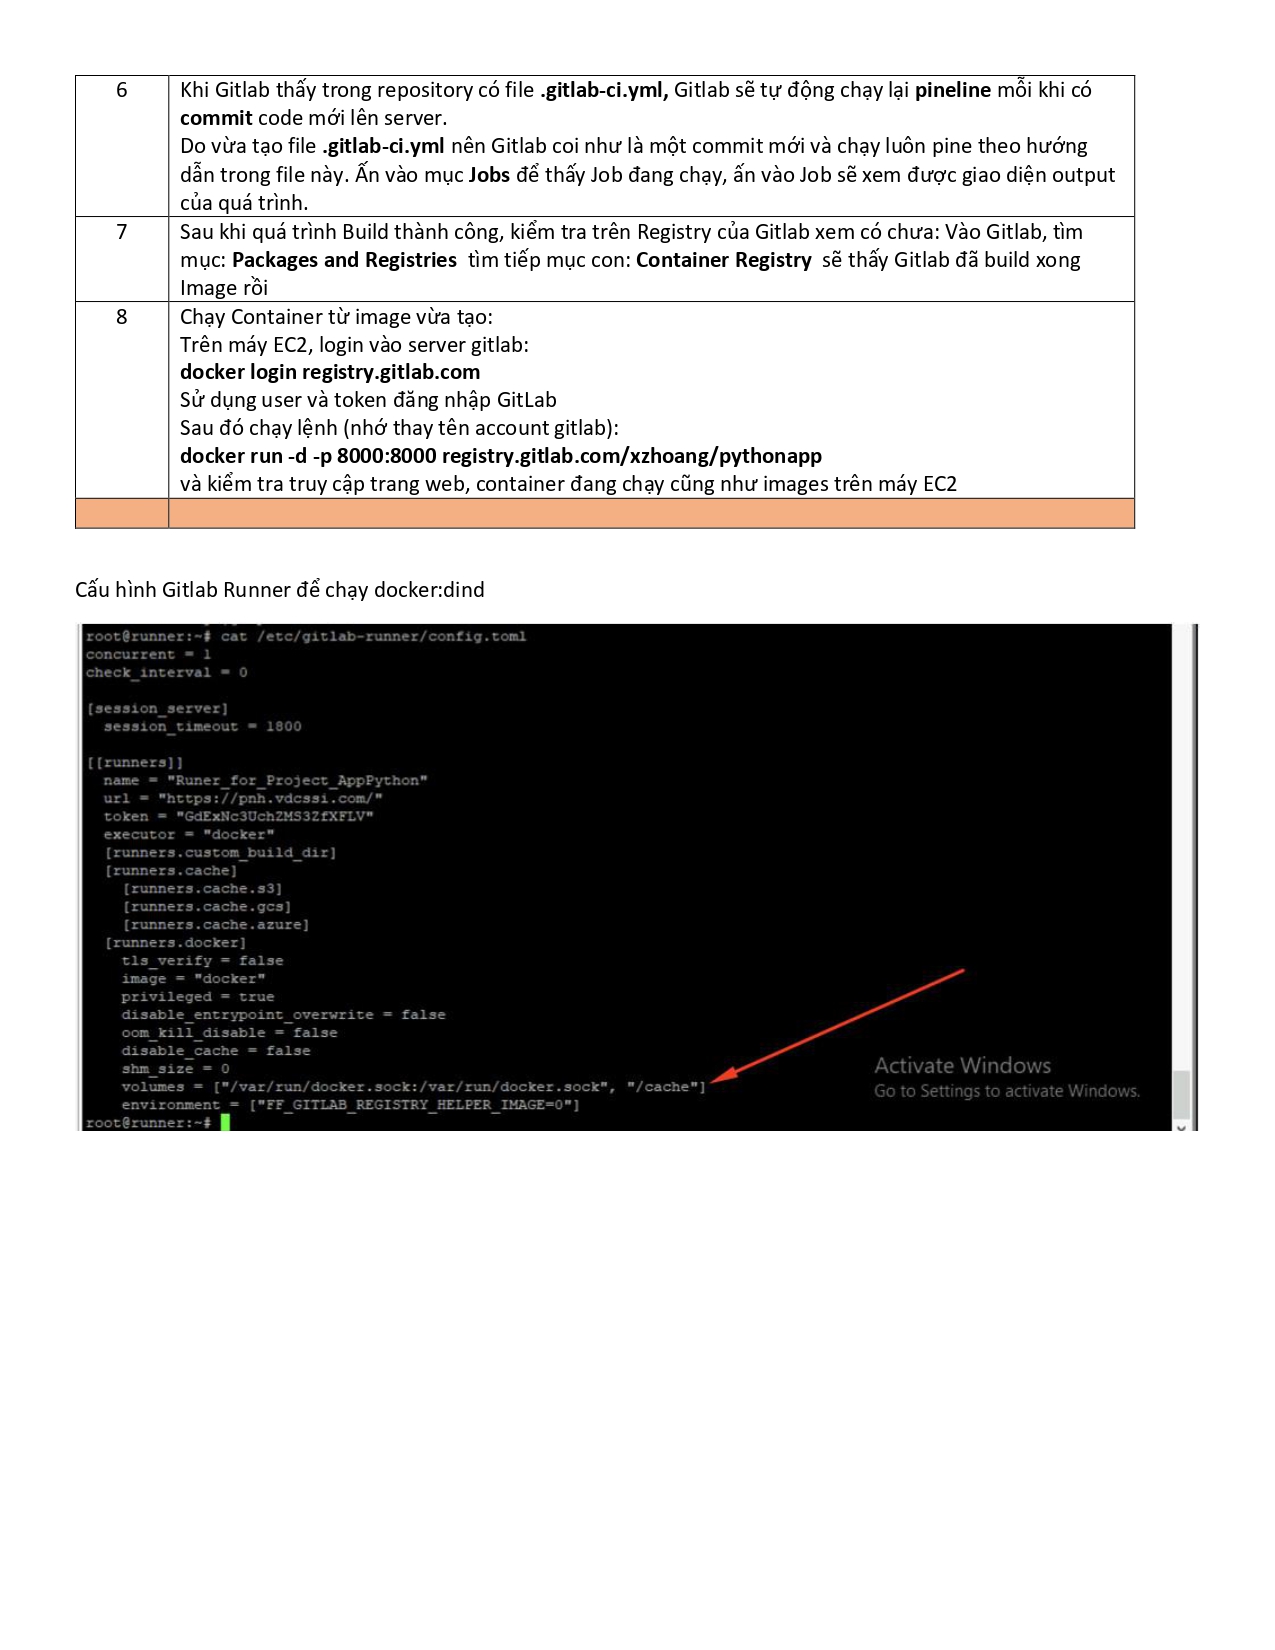 6
Khi Gitlab thấy trong repository có file .gitlab-ci.yml, Gitlab sẽ tự động chạy lại pineline mỗi khi có
commit code mới lên server.
Do vừa tạo file .gitlab-ci.yml nên Gitlab coi như là một commit mới và chạy luôn pine theo hướng
dẫn trong file này. Ấn vào mục Jobs để thấy Job đang chạy, ấn vào Job sẽ xem được giao diện output
của quá trình.
7
Sau khi quá trình Build thành công, kiểm tra trên Registry của Gitlab xem có chưa: Vào Gitlab, tìm
mục: Packages and Registries tìm tiếp mục con: Container Registry sẽ thấy Gitlab đã build xong
Image rồi
8
Chạy Container từ image vừa tạo:
Trên máy EC2, login vào server gitlab:
docker login registry.gitlab.com
Sử dụng user và token đăng nhập GitLab
Sau đó chạy lệnh (nhớ thay tên account gitlab):
docker run -d -p 8000:8000 registry.gitlab.com/xzhoang/pythonapp
và kiểm tra truy cập trang web, container đang chạy cũng như images trên máy EC2
Cấu hình Gitlab Runner để chạy docker:dind
root@runner:~# cat /etc/gitlab-runner/config.toml
concurrent = 1
check_interval = 0
[session_server]
session_timeout = 1800
[[runners]]
name = "Runer_for_Project_AppPython"
url = "https://pnh.vdcssi.com/"
token = "GdExNc3UchZMS3ZfXFLV"
executor = "docker"
[runners.custom_build_dir]
[runners.cache]
[runners.cache.s3]
[runners.cache.gcs]
[runners.cache.azure]
[runners.docker]
tls_verify = false
image = "docker"
privileged = true
disable_entrypoint_overwrite = false
oom_kill_disable = false
disable_cache = false
shm_size = 0
volumes = ["/var/run/docker.sock:/var/run/docker.sock", "/cache"]
environment = ["FF_GITLAB_REGISTRY_HELPER_IMAGE=0"]
root@runner:~#
Activate Windows
Go to Settings to activate Windows.